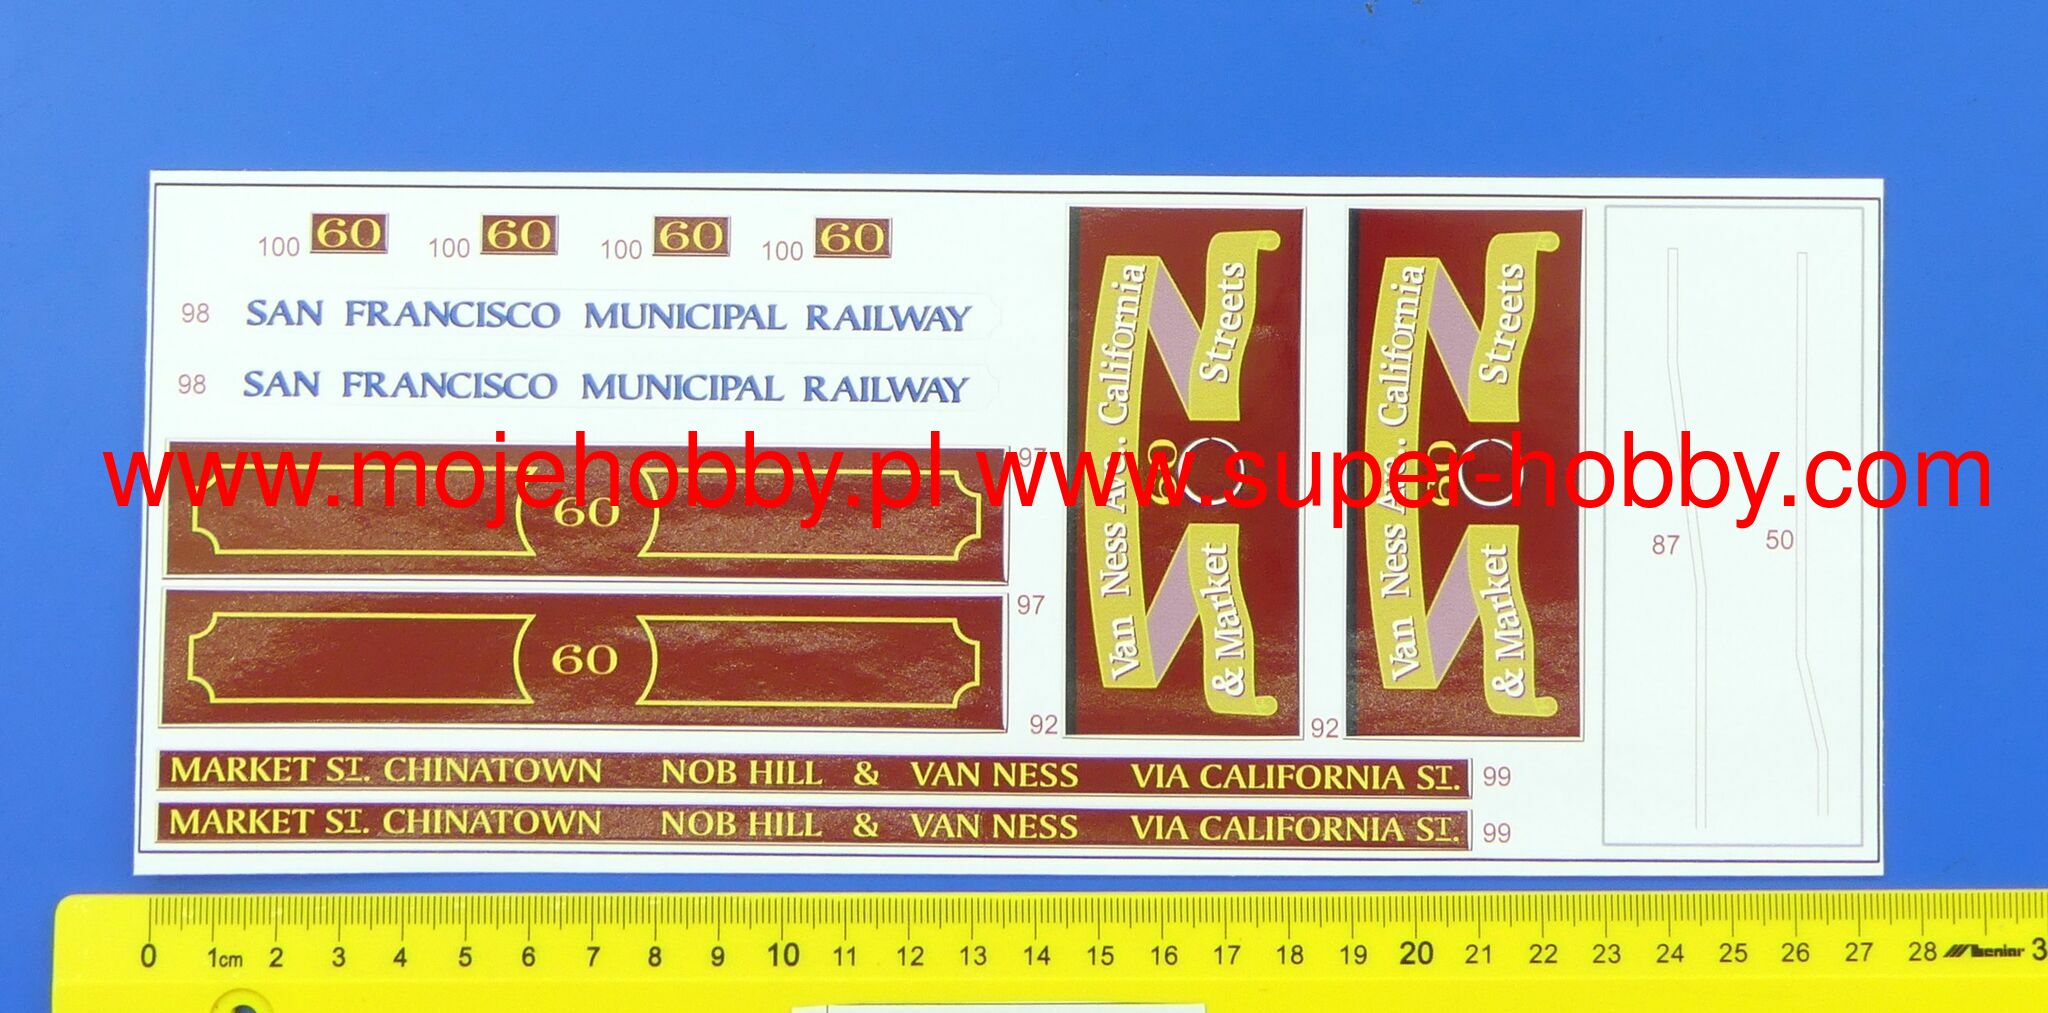 100 60 100 60 100 60 100 60
98 SAN FRANCISCO MUNICIPAL RAILWAY
98 SAN FRANCISCO MUNICIPAL RAILWAY
97
60
97
60
MARKET ST. CHINATOWN NOB HILL & VAN NESS VIA CALIFORNIA ST. 99
MARKET ST. CHINATOWN NOB HILL & VAN NESS VIA CALIFORNIA ST. 99
92
Van Ness Ave. California
60
& Market Streets
92
Van Ness Ave. California
60
& Market Streets
87
50
www.mojehobby.pl www.super-hobby.com
0 1cm 2 3 4 5 6 7 8 9 10 11 12 13 14 15 16 17 18 19 20 21 22 23 24 25 26 27 28